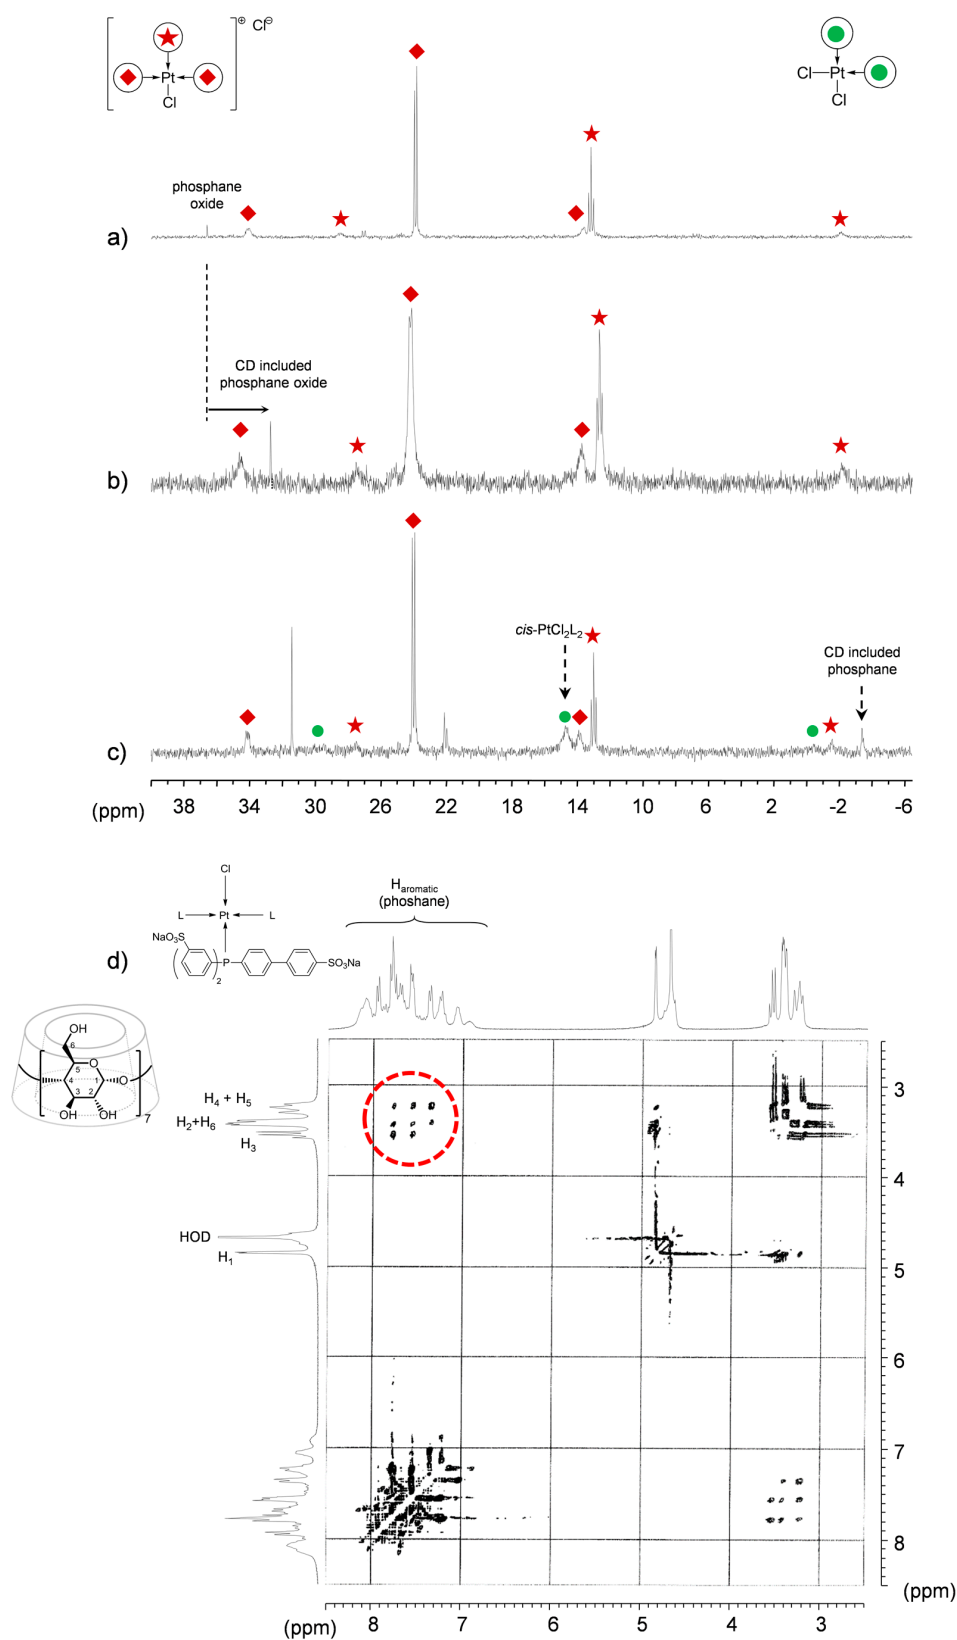 ⊕ Cl⊖
Pt
Cl
Cl Pt
Cl
phosphane
oxide
a)
CD included
phosphane oxide
b)
cis-PtCl2L2
CD included
phosphane
c)
38 34 30 26 22 18 14 10 6 2 -2 -6
(ppm)
Cl
L Pt L
NaO3S
P
2
SO3Na
Haromatic
(phoshane)
d)
OH
6
5 O
4 1 O
3 2
OH OH
7
H4 + H5
H2+H6
H3
HOD
H1
3
4
5
6
7
8
(ppm)
(ppm) 8 7 6 5 4 3